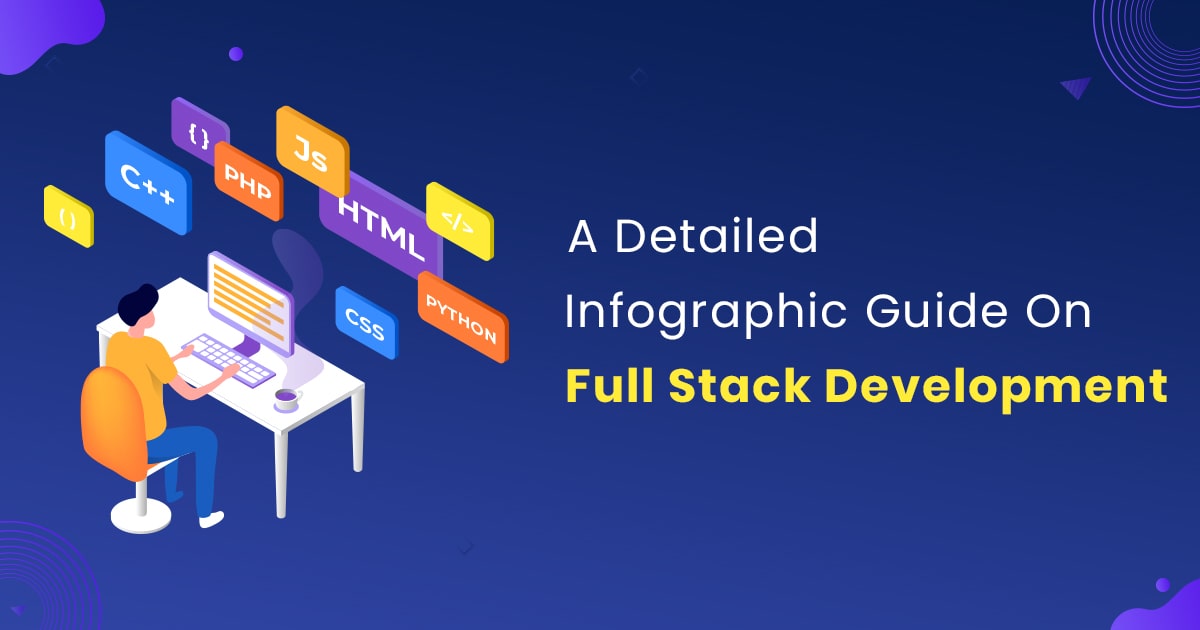 { }
Js
C++
PHP
( )
HTML
</>
CSS
PYTHON
A Detailed
Infographic Guide On
Full Stack Development